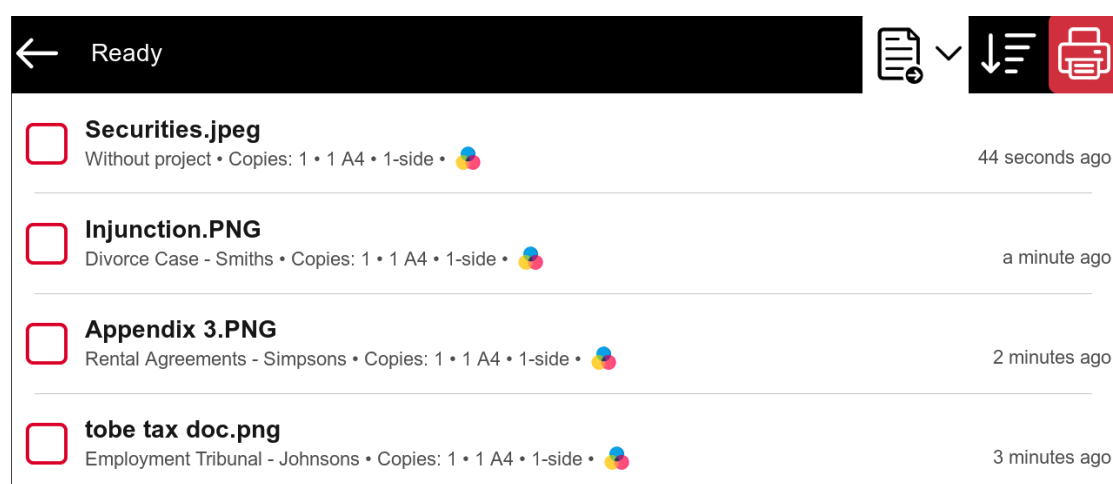 Ready
Securities.jpeg
Without project • Copies: 1 • 1 A4 • 1-side •
44 seconds ago
Injunction.PNG
Divorce Case - Smiths • Copies: 1 • 1 A4 • 1-side •
a minute ago
Appendix 3.PNG
Rental Agreements - Simpsons • Copies: 1 • 1 A4 • 1-side •
2 minutes ago
tobe tax doc.png
Employment Tribunal - Johnsons • Copies: 1 • 1 A4 • 1-side •
3 minutes ago